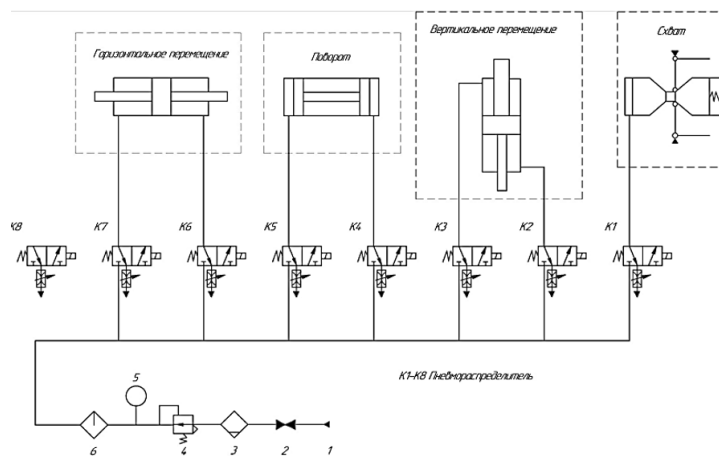 Горизонтальное перемещение
Поворот
Вертикальное перемещение
Схват
К8
К7
К6
К5
К4
К3
К2
К1
К1-К8 Пневмораспределитель
5
6
4
3
2
1